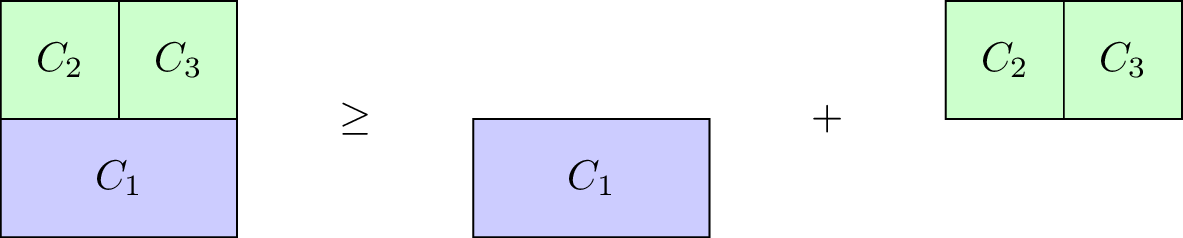 C₂ C₃ C₂ C₃
≥ +
C₁ C₁